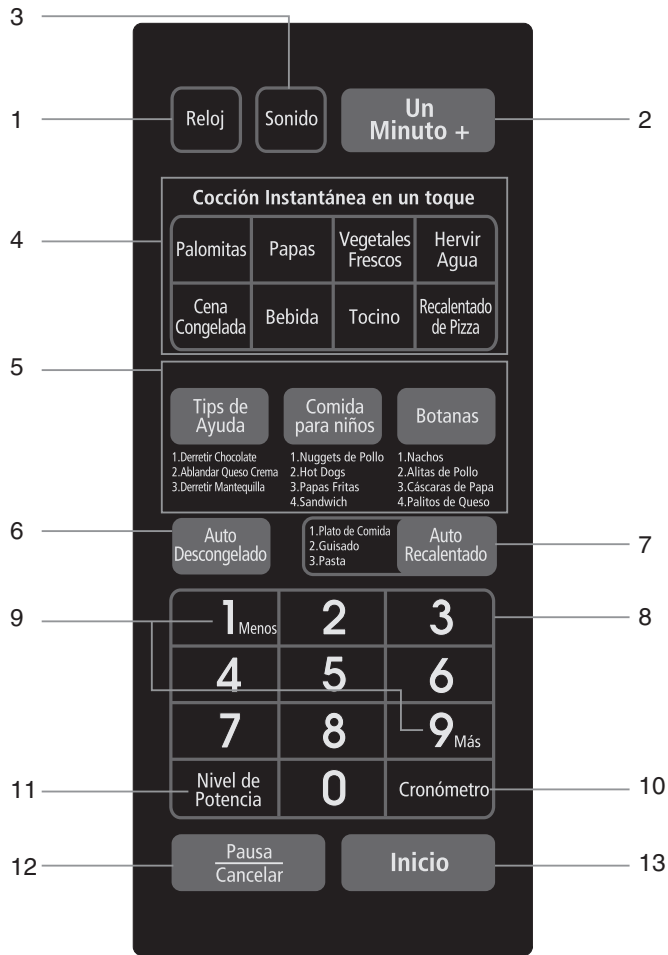 3
1
Reloj
Sonido
Un
Minuto +
2
Cocción Instantánea en un toque
4
Palomitas
Papas
Vegetales
Frescos
Hervir
Agua
Cena
Congelada
Bebida
Tocino
Recalentado
de Pizza
5
Tips de
Ayuda
1.Derretir Chocolate
2.Ablandar Queso Crema
3.Derretir Mantequilla
Comida
para niños
1.Nuggets de Pollo
2.Hot Dogs
3.Papas Fritas
4.Sandwich
Botanas
1.Nachos
2.Alitas de Pollo
3.Cáscaras de Papa
4.Palitos de Queso
6
Auto
Descongelado
1.Plato de Comida
2.Guisado
3.Pasta
Auto
Recalentado
7
9
1 Menos
2
3
8
4
5
6
7
8
9 Más
11
Nivel de
Potencia
0
Cronómetro
10
12
Pausa
Cancelar
Inicio
13